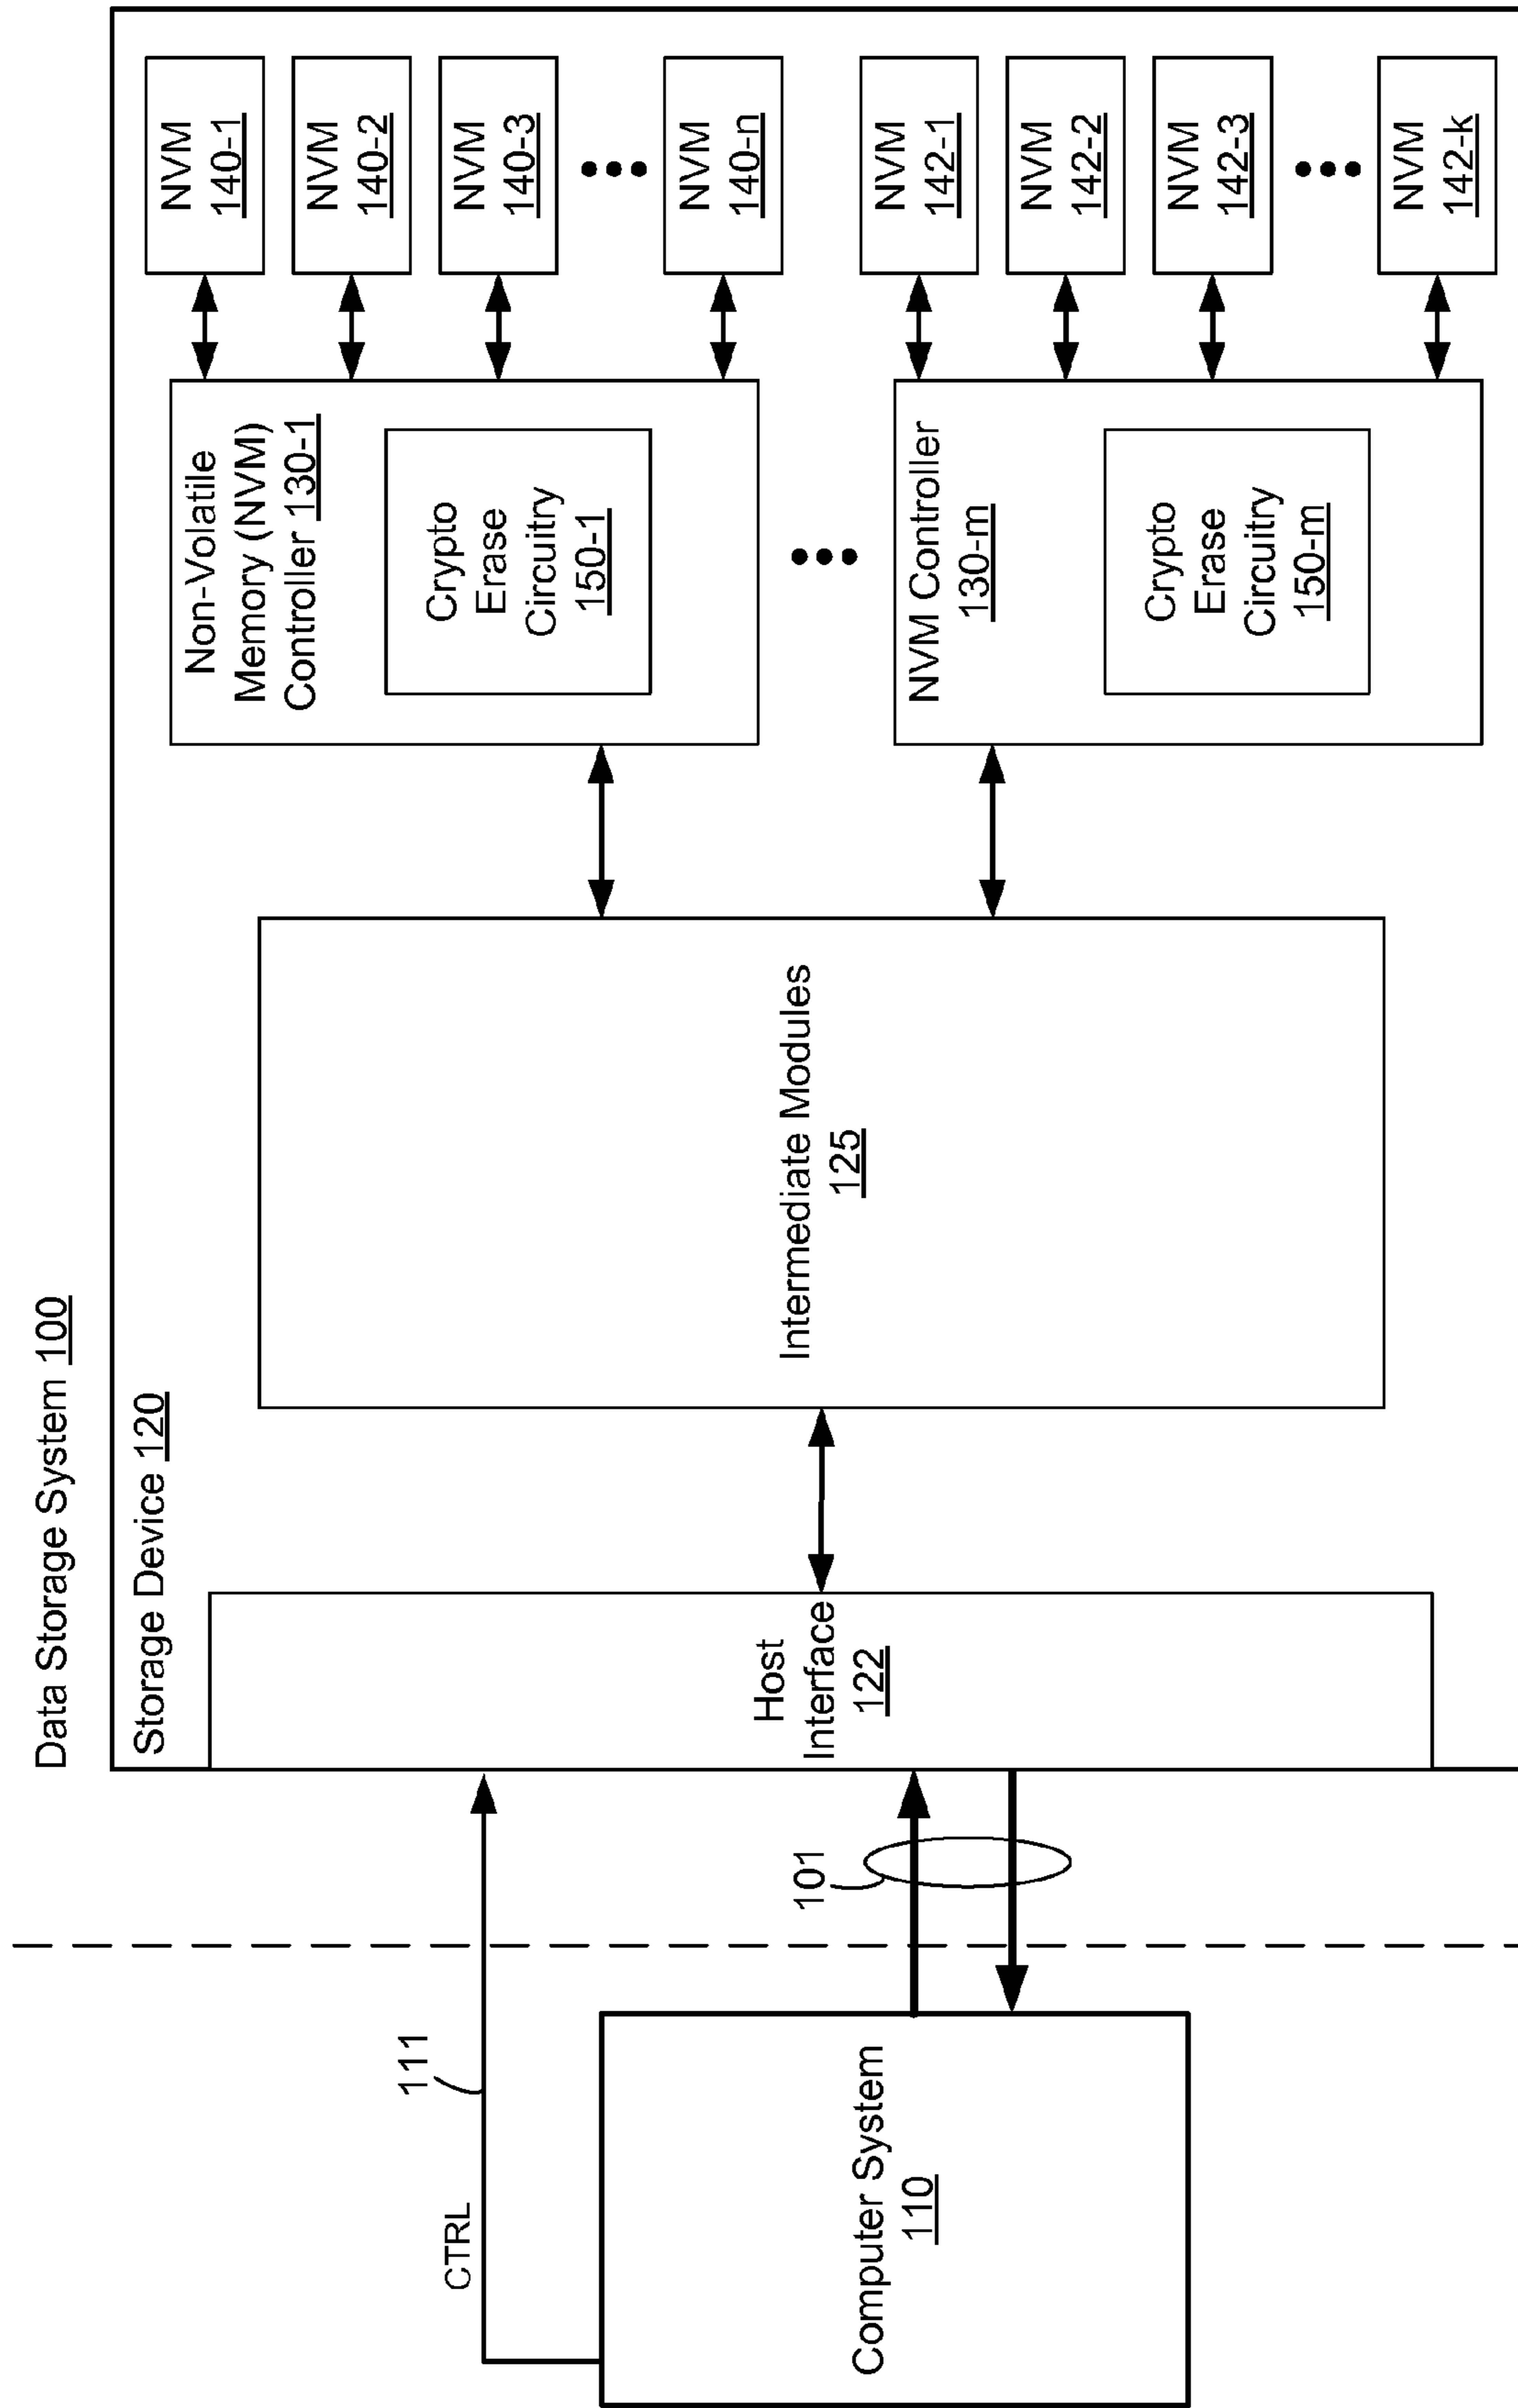 Data Storage System 100
Storage Device 120
CTRL
111
Computer System
110
101
Host
Interface
122
Intermediate Modules
125
Non-Volatile
Memory (NVM)
Controller 130-1
Crypto
Erase
Circuitry
150-1
NVM Controller
130-m
Crypto
Erase
Circuitry
150-m
NVM
140-1
NVM
140-2
NVM
140-3
NVM
140-n
NVM
142-1
NVM
142-2
NVM
142-3
NVM
142-k